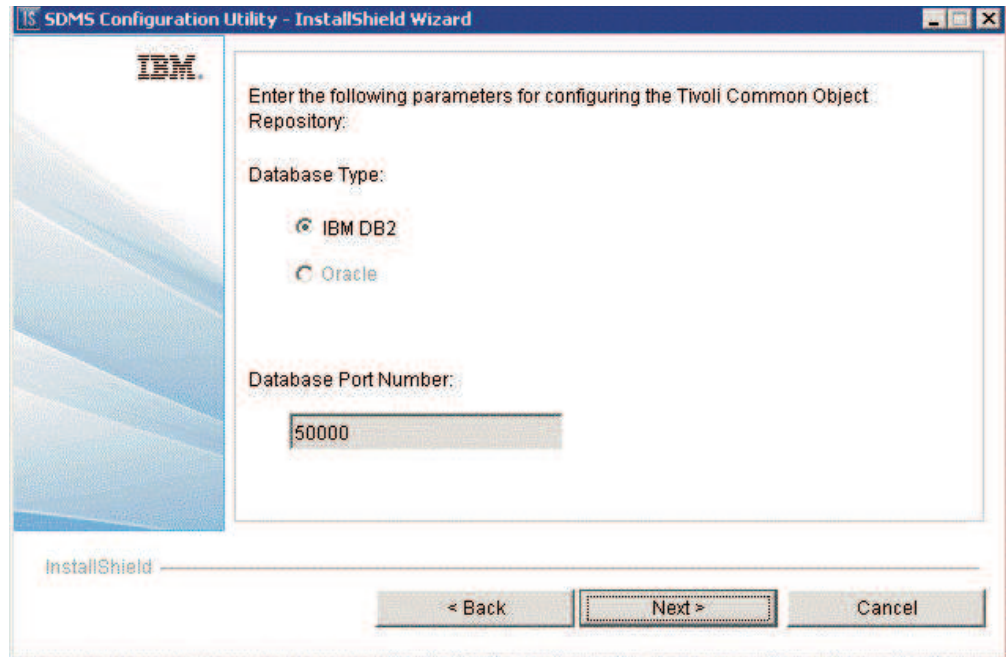 IS SDMS Configuration Utility - InstallShield Wizard
IBM.
Enter the following parameters for configuring the Tivoli Common Object
Repository:
Database Type:
IBM DB2
Oracle
Database Port Number:
50000
InstallShield
< Back Next > Cancel